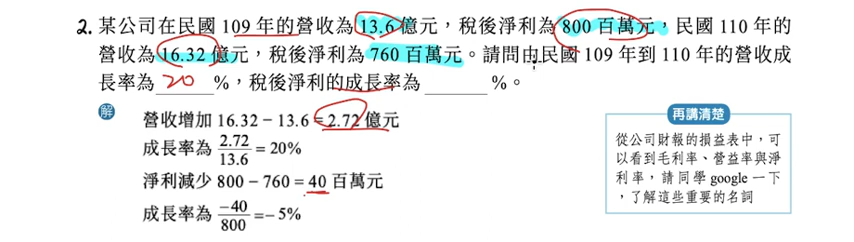 2. 某公司在民國 109 年的營收為 13.6 億元,稅後淨利為 800 百萬元,民國 110 年的
營收為 16.32 億元,稅後淨利為 760 百萬元。請問由民國 109 年到 110 年的營收成
長率為 20 %,稅後淨利的成長率為______ %。
解
營收增加 16.32 − 13.6 = 2.72 億元
成長率為 2.72/13.6 = 20%
淨利減少 800 − 760 = 40 百萬元
成長率為 −40/800 = − 5%
再講清楚
從公司財報的損益表中,可
以看到毛利率、營益率與淨
利率,請同學 google 一下
,了解這些重要的名詞